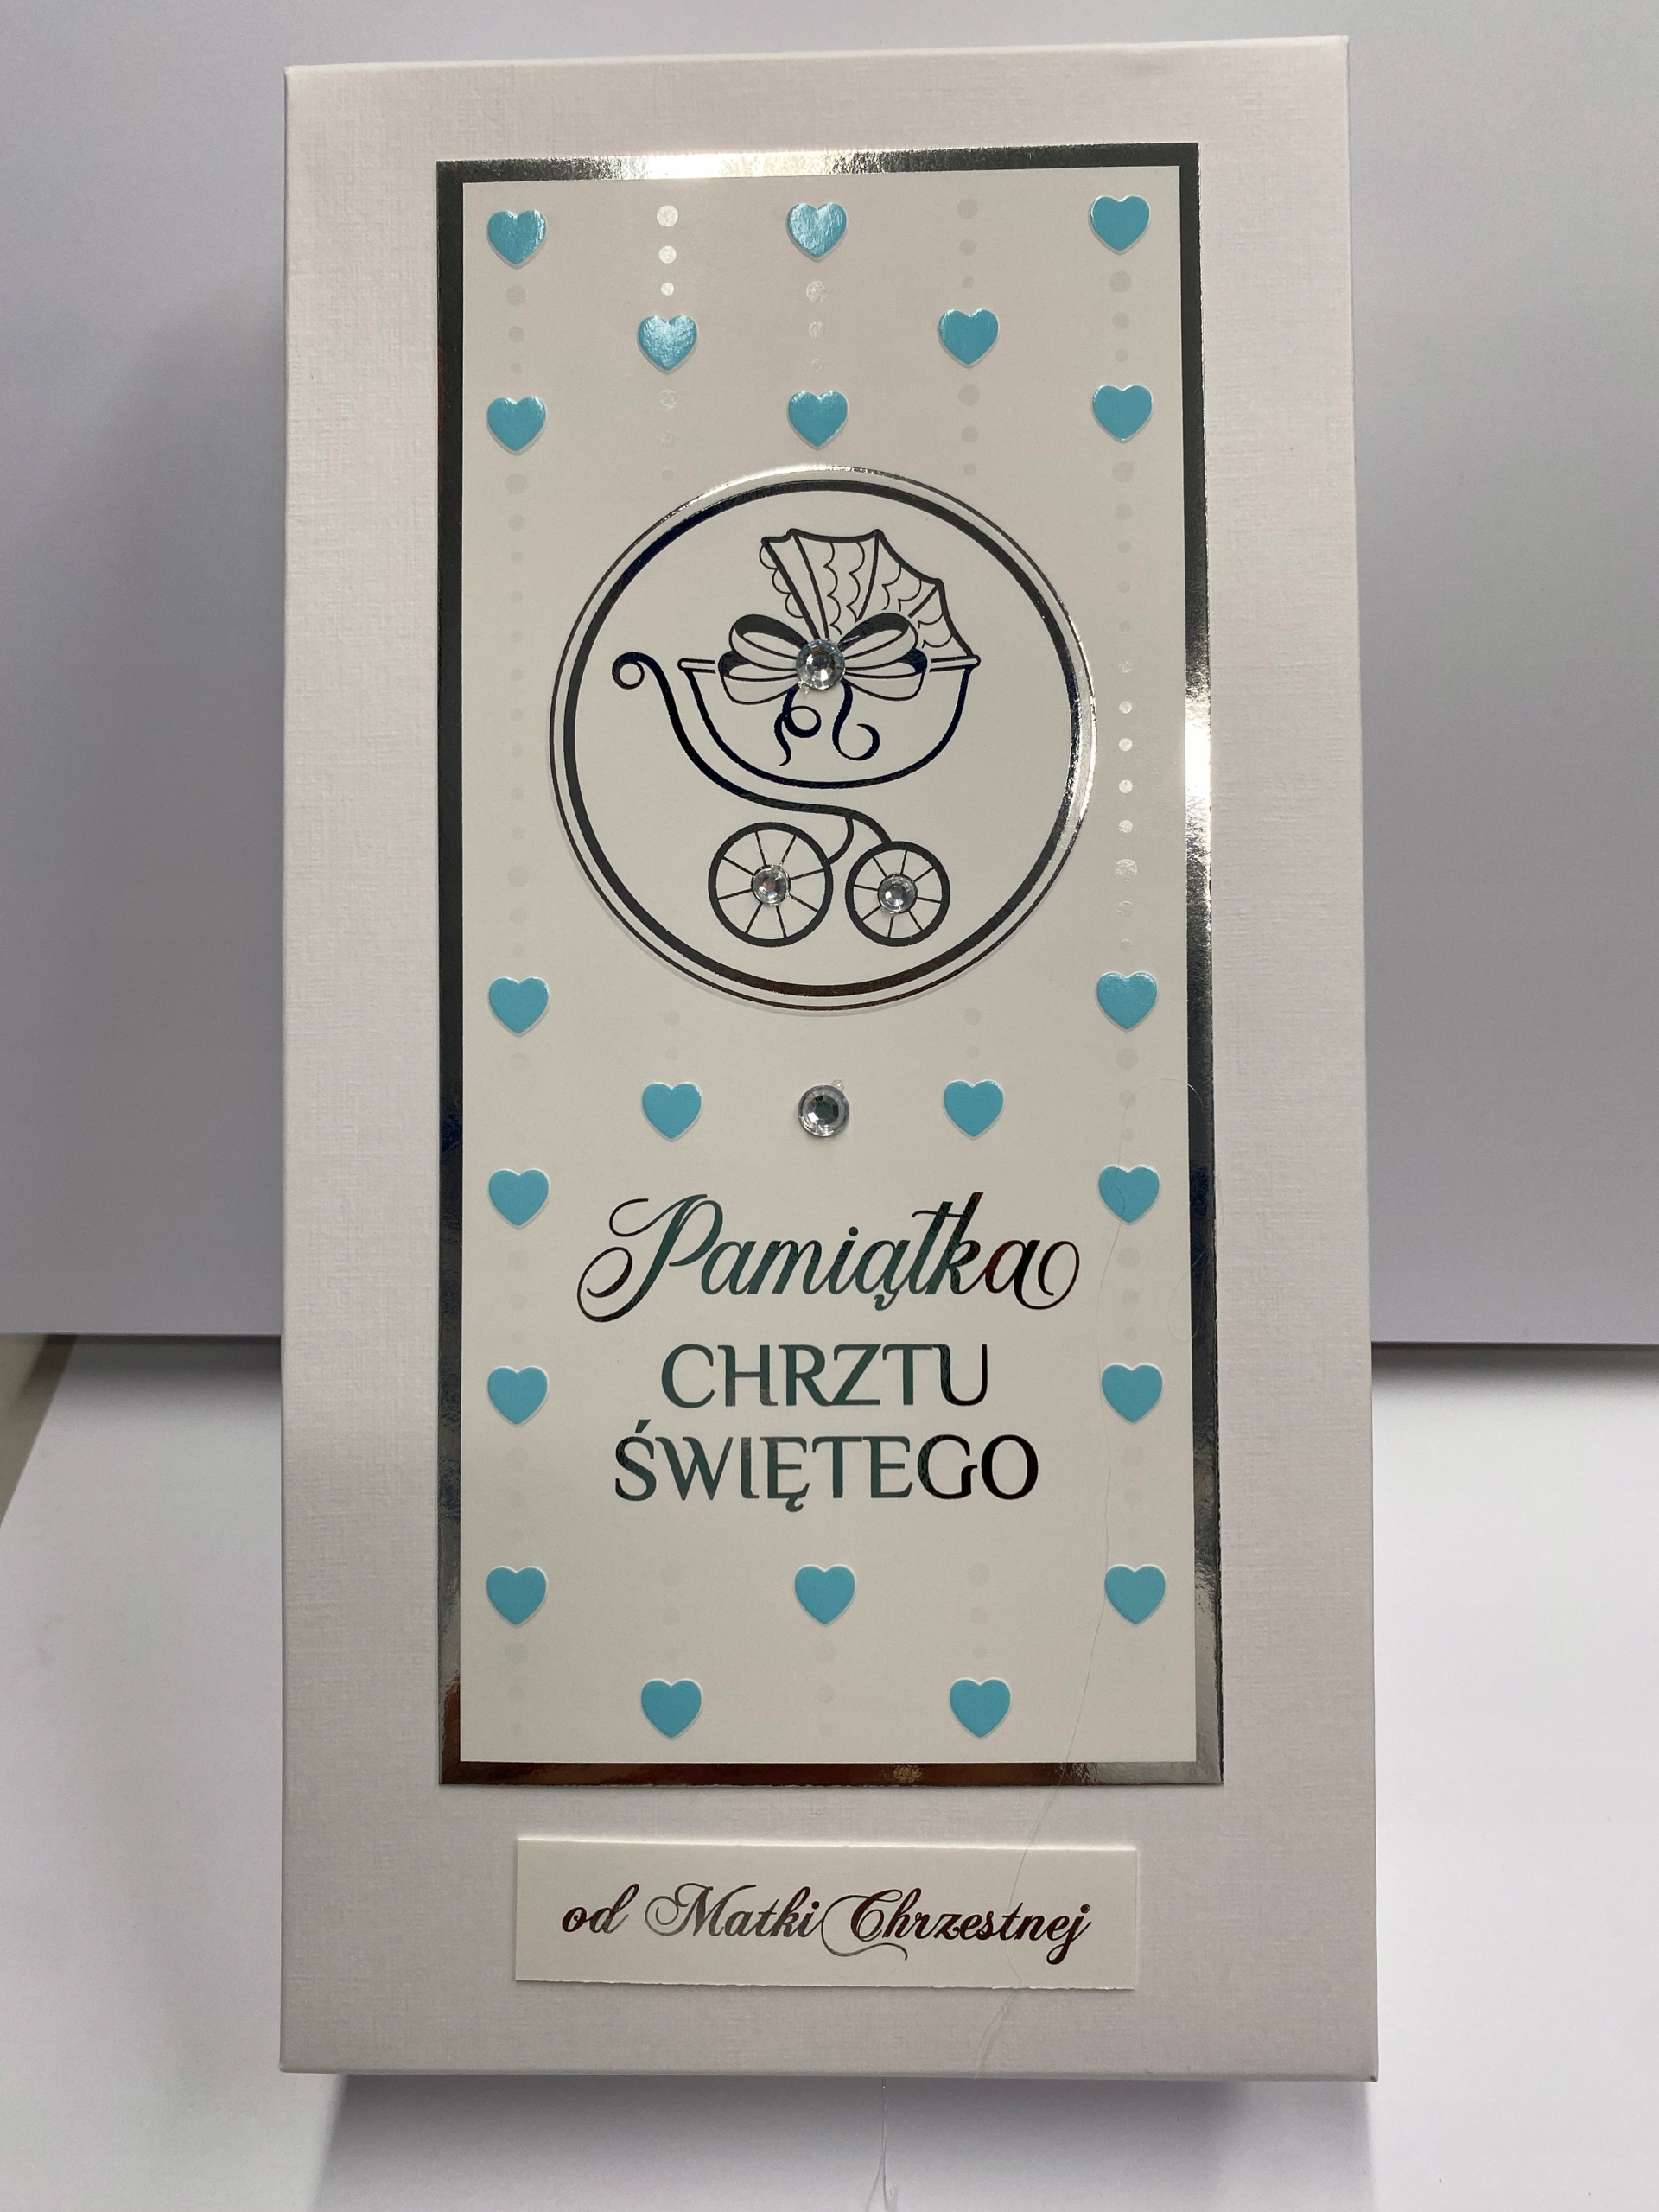 Pamiątka
CHRZTU
ŚWIĘTEGO
od Matki Chrzestnej